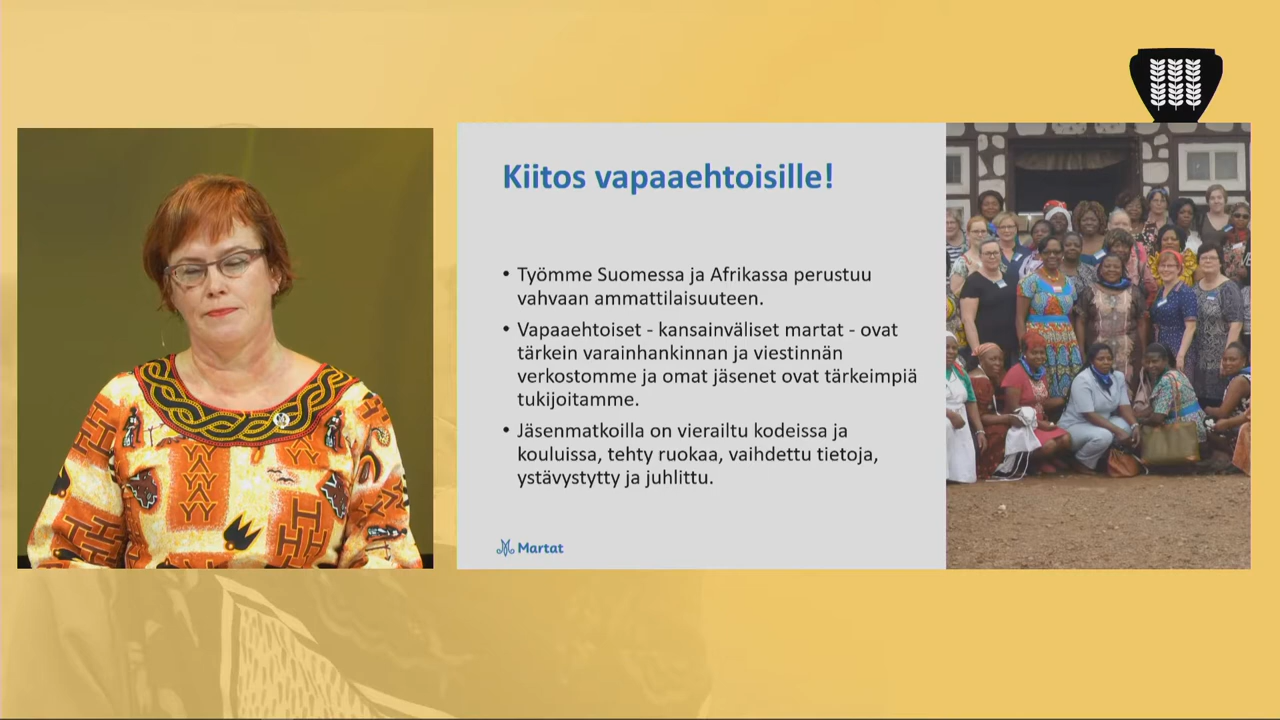 Kiitos vapaaehtoisille!
• Työmme Suomessa ja Afrikassa perustuu
vahvaan ammattilaisuuteen.
• Vapaaehtoiset - kansainväliset martat - ovat
tärkein varainhankinnan ja viestinnän
verkostomme ja omat jäsenet ovat tärkeimpiä
tukijoitamme.
• Jäsenmatkoilla on vierailtu kodeissa ja
kouluissa, tehty ruokaa, vaihdettu tietoja,
ystävystytty ja juhlittu.
Martat